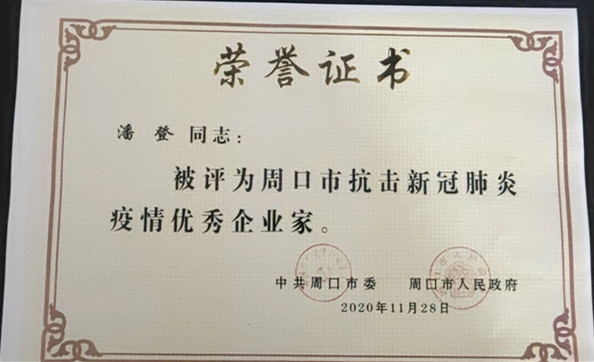 荣誉证书
潘登 同志：
被评为周口市抗击新冠肺炎
疫情优秀企业家。
中共周口市委 周口市人民政府
2020年11月28日